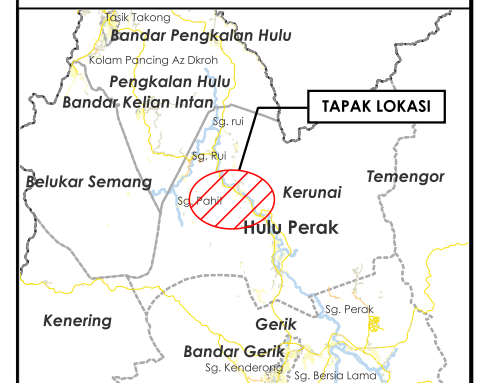 Tasik Takong
Bandar Pengkalan Hulu
Kolam Pancing Az Dkroh
Pengkalan Hulu
Bandar Kelian Intan
TAPAK LOKASI
Sg. rui
Sg. Rui
Belukar Semang
Temengor
Kerunai
Sg. Pahit
Hulu Perak
Sg. Perak
Kenering
Gerik
Bandar Gerik
Sg. Kenderong
Sg. Bersia Lama